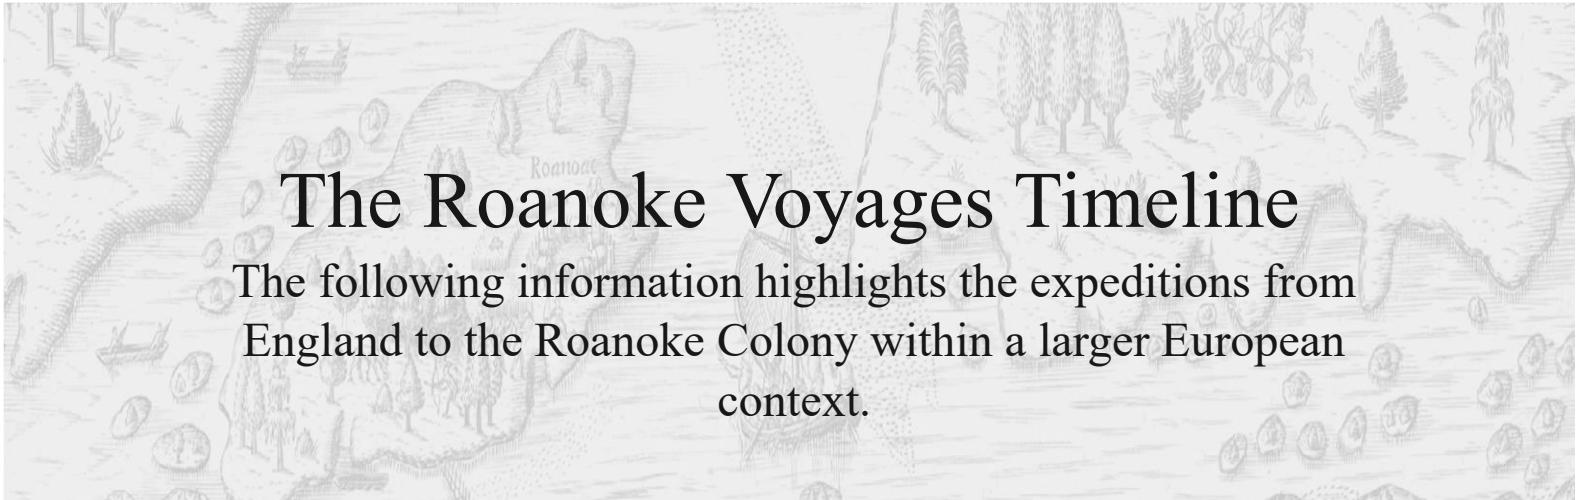 Roanoac
The Roanoke Voyages Timeline
The following information highlights the expeditions from
England to the Roanoke Colony within a larger European
context.